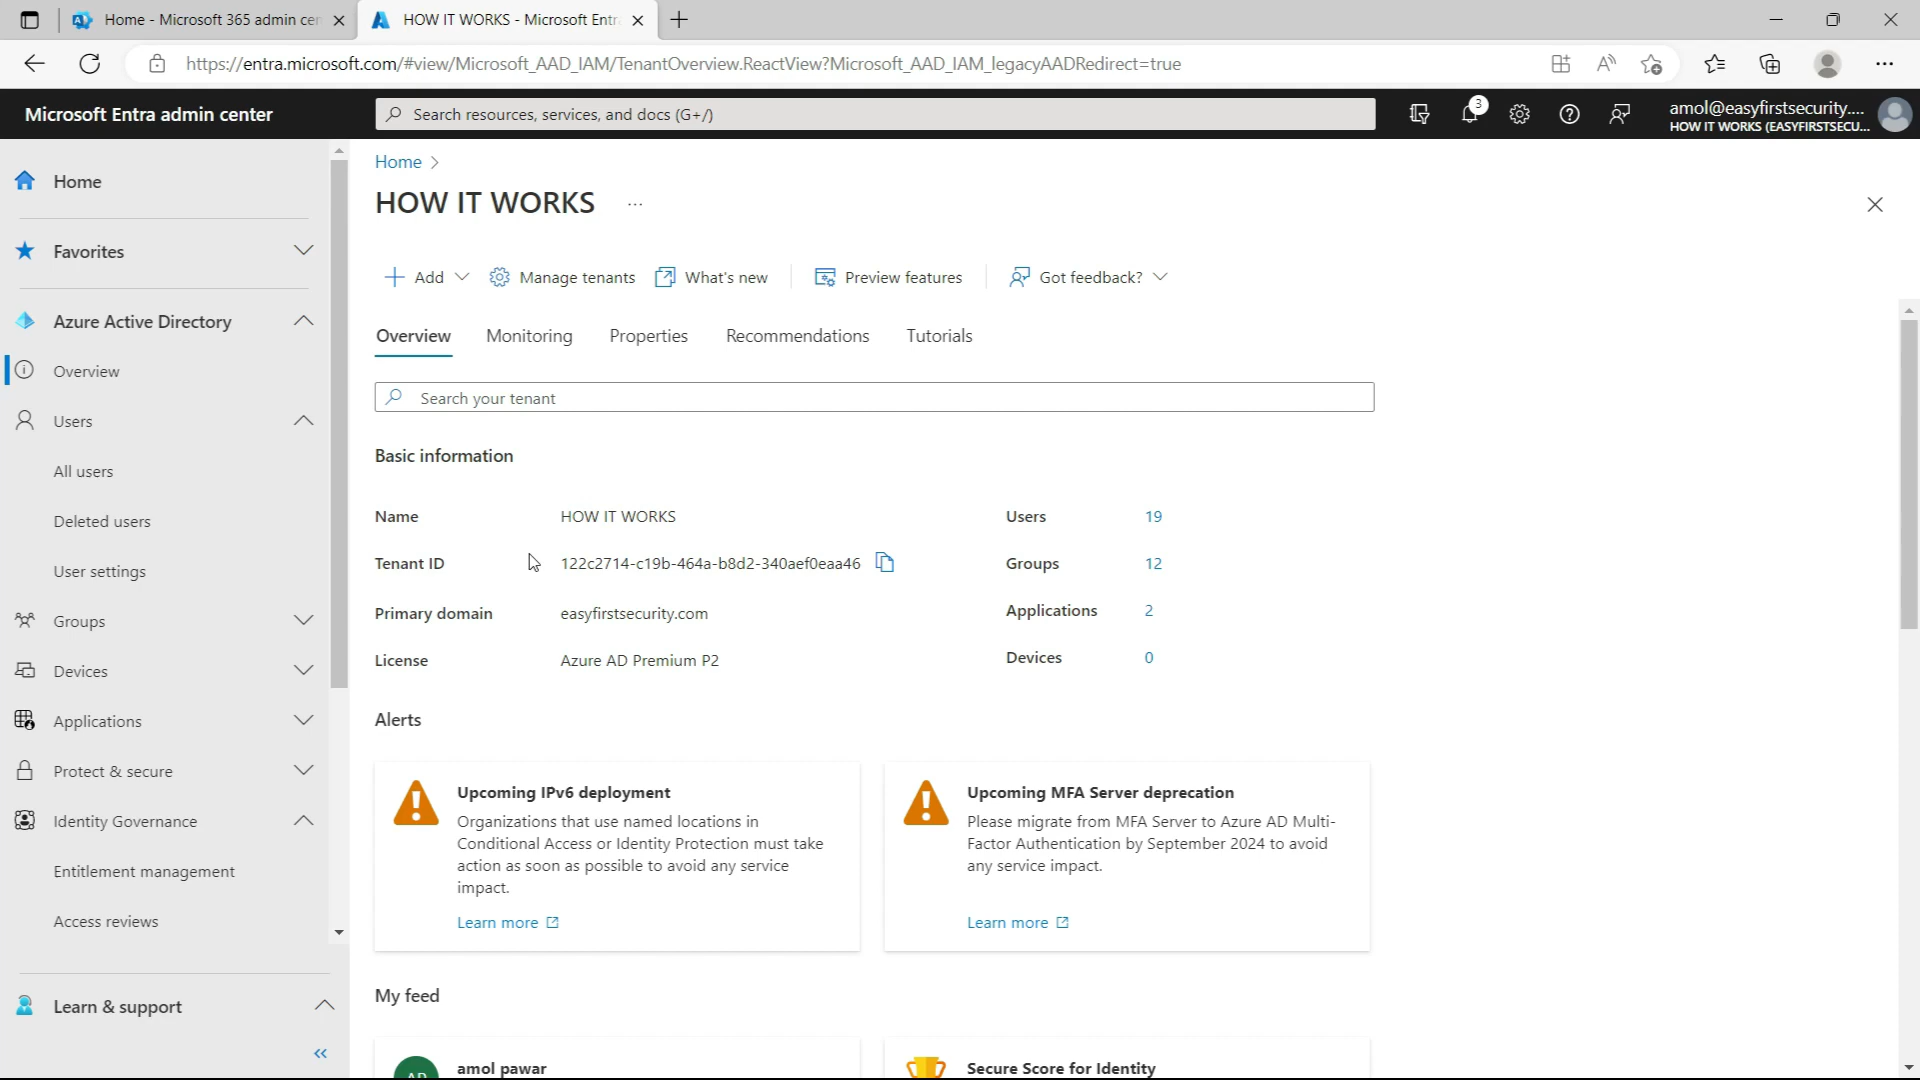 Home - Microsoft 365 admin cen
HOW IT WORKS - Microsoft Entra
https://entra.microsoft.com/#view/Microsoft_AAD_IAM/TenantOverview.ReactView?Microsoft_AAD_IAM_legacyAADRedirect=true
Microsoft Entra admin center
Search resources, services, and docs (G+/)
3
amol@easyfirstsecurity....
HOW IT WORKS (EASYFIRSTSECU...
Home
Favorites
Azure Active Directory
Overview
Users
All users
Deleted users
User settings
Groups
Devices
Applications
Protect & secure
Identity Governance
Entitlement management
Access reviews
Learn & support
Home >
HOW IT WORKS ...
Add
Manage tenants
What's new
Preview features
Got feedback?
Overview
Monitoring
Properties
Recommendations
Tutorials
Search your tenant
Basic information
Name HOW IT WORKS
Tenant ID 122c2714-c19b-464a-b8d2-340aef0eaa46
Primary domain easyfirstsecurity.com
License Azure AD Premium P2
Users 19
Groups 12
Applications 2
Devices 0
Alerts
Upcoming IPv6 deployment
Organizations that use named locations in
Conditional Access or Identity Protection must take
action as soon as possible to avoid any service
impact.
Learn more
Upcoming MFA Server deprecation
Please migrate from MFA Server to Azure AD Multi-
Factor Authentication by September 2024 to avoid
any service impact.
Learn more
My feed
AP
amol pawar
Secure Score for Identity